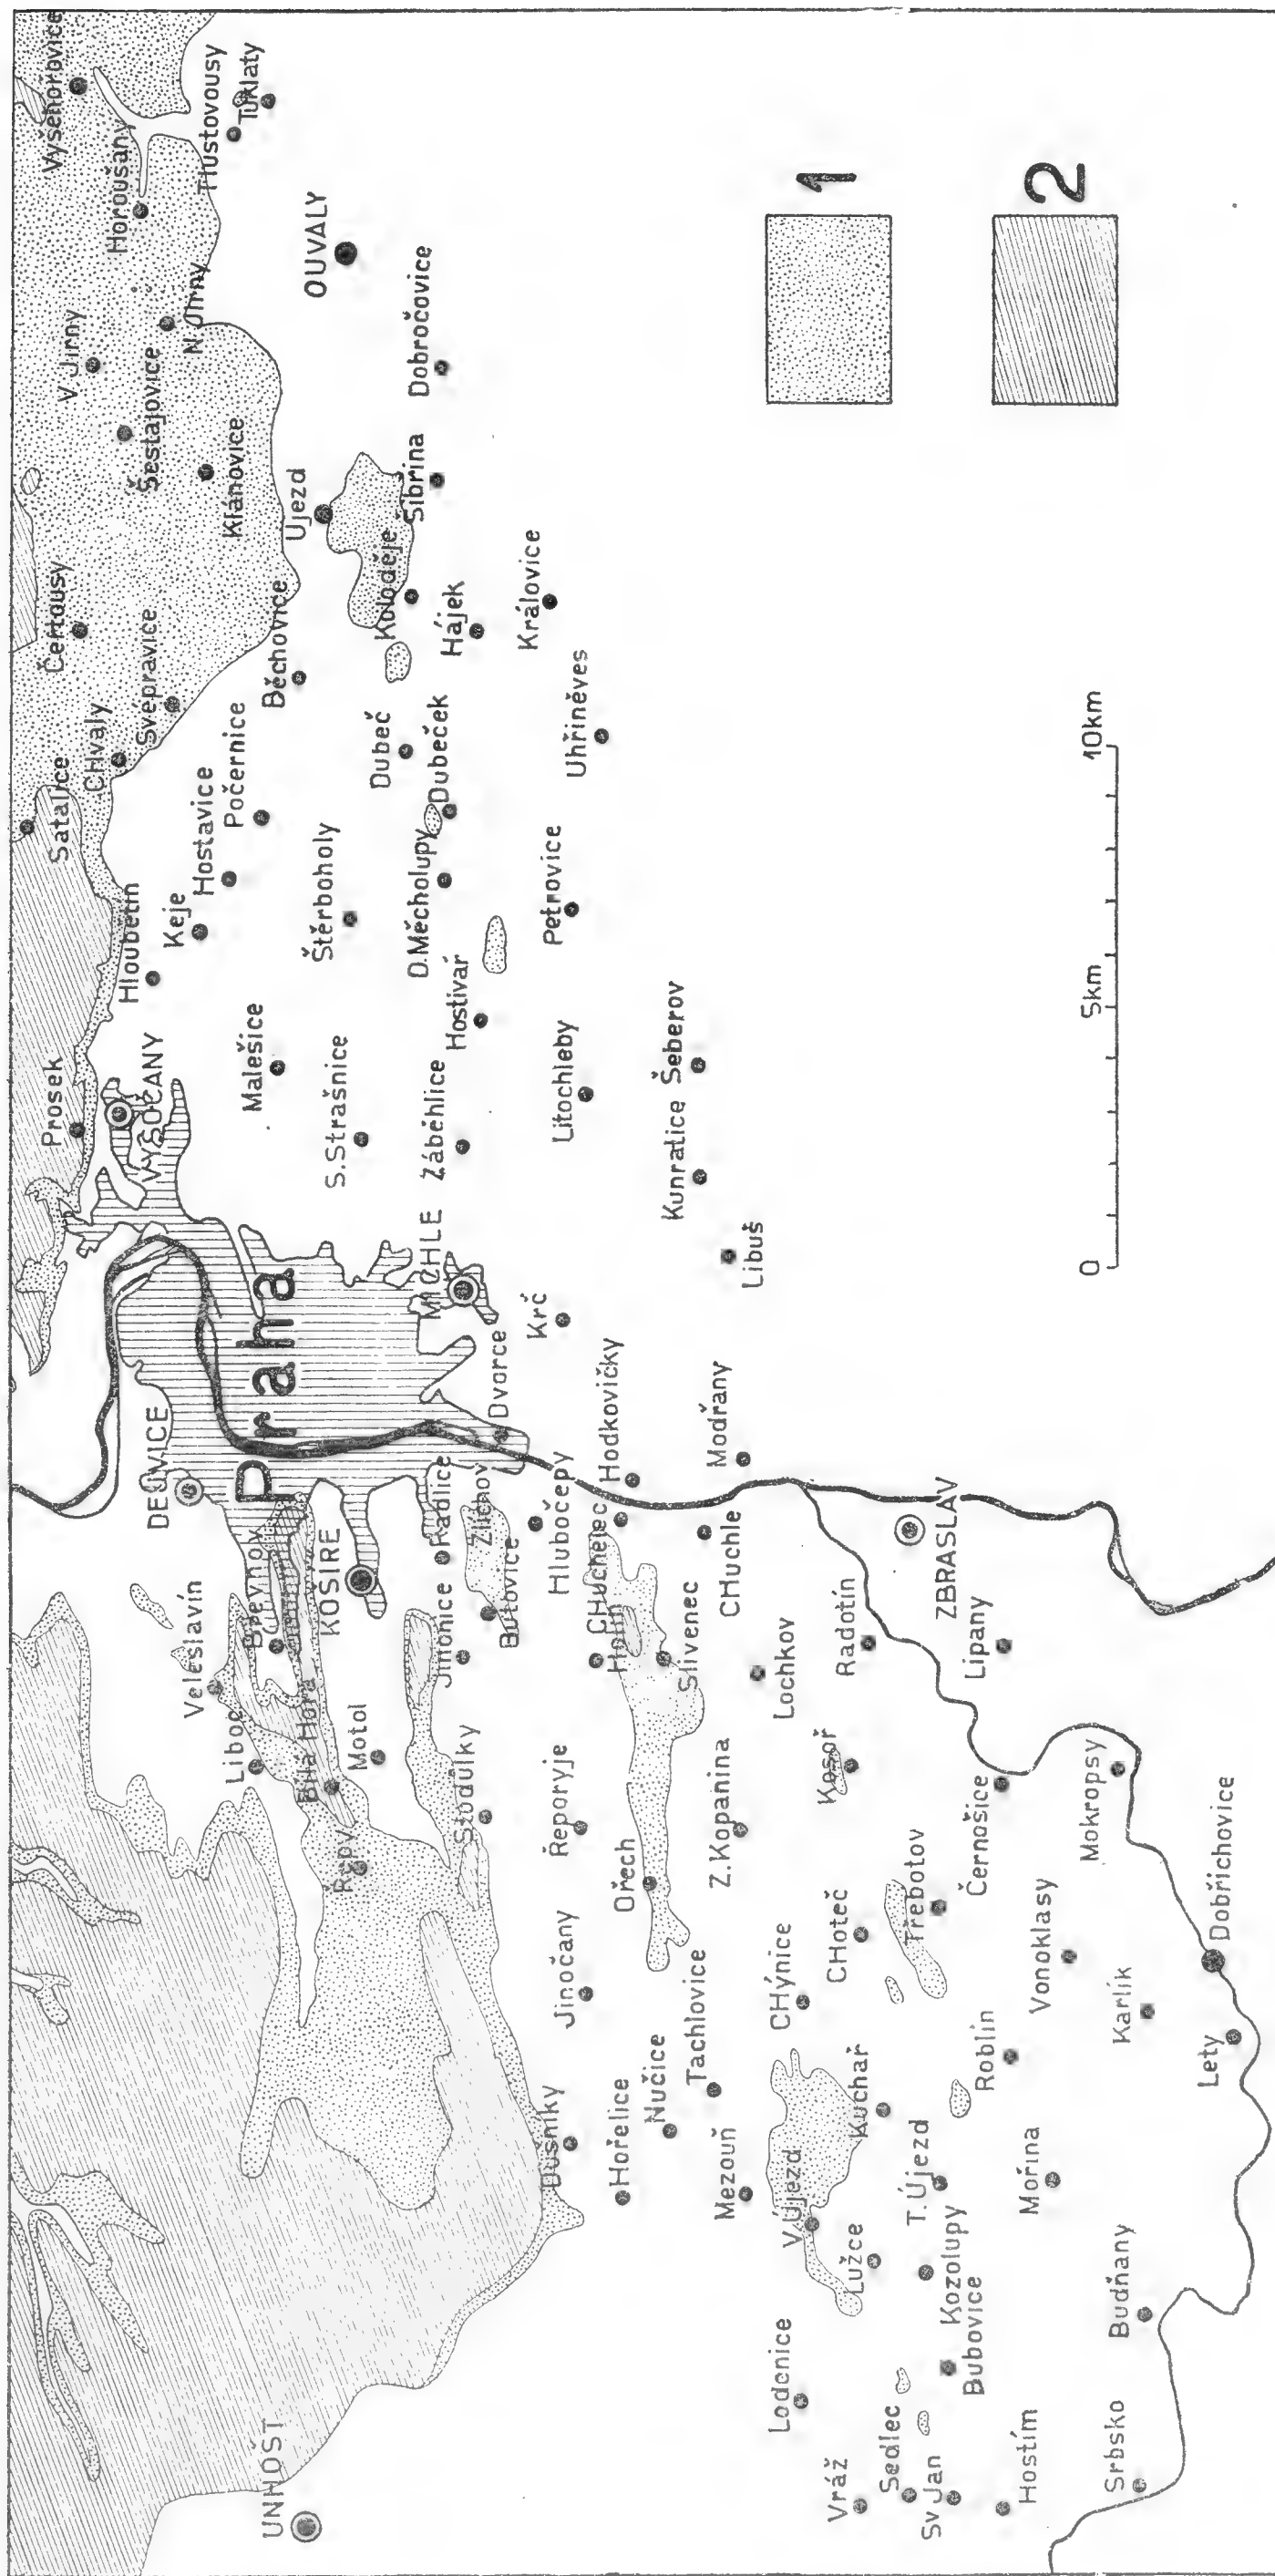 UNHOŠŤ
DEJVICE
Veleslavín
Liboc
Břevnov
Bílá Hora
Motol
KOŠÍŘE
Řepy
Praha
Prosek
VYSOČANY
Hloubětín
Keje
Hostavice
Počernice
Satalice
Chvaly
Svépravice
Čertousy
Běchovice
Újezd
Klánovice
Šestajovice
V Jirny
N Jirny
Horoušany
Vyšehořovice
Tlustovousy
Tuklaty
OUVALY
Dobročovice
Sibřina
Koloděje
Hájek
Královice
Dubeč
Dubeček
Uhříněves
Štěrboholy
D.Měcholupy
Petrovice
Malešice
S.Strašnice
Hostivař
Záběhlice
MICHLE
Litochleby
Šeberov
Kunratice
Libuš
Krč
Dvorce
Radlice
Zlíchov
Jinonice
Butovice
Stodůlky
Hlubočepy
Hodkovičky
CHuchelec
Holín
Slivenec
CHuchle
Modřany
Řeporyje
Ořech
Z.Kopanina
Lochkov
Radotín
ZBRASLAV
Lipany
Kosoř
Jinočany
Dušníky
Hořelice
Nučice
Tachlovice
Mezouň
CHýnice
CHoteč
Třebotov
Černošice
Mokropsy
Vonoklasy
Dobřichovice
Karlík
Lety
Roblín
Kuchař
V.Újezd
T.Újezd
Lužce
Kozolupy
Bubovice
Mořina
Budňany
Lodenice
Vráž
Sedlec
Sv Jan
Hostím
Srbsko
0
5km
10km
1
2